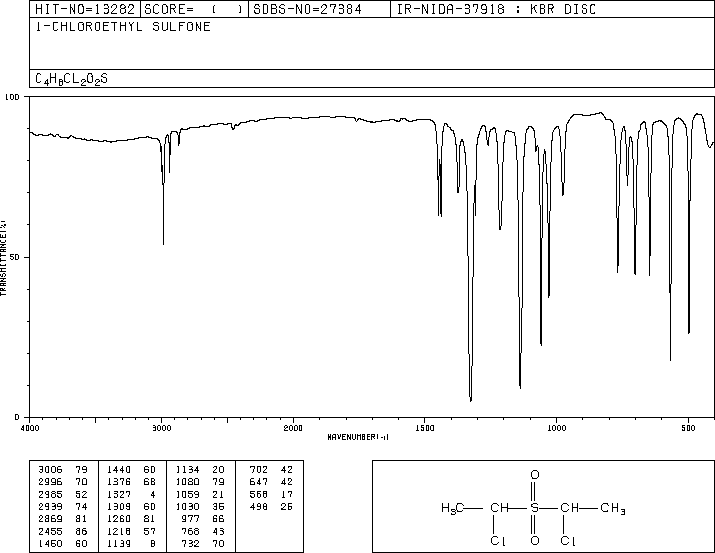 HIT-NO=13282 SCORE= ( ) SDBS-NO=27384 IR-NIDA-37918 : KBR DISC
1-CHLOROETHYL SULFONE
C4H8CL2O2S
100
50
0
TRANSMITTANCE(%)
4000 3000 2000 1500 1000 500
WAVENUMBER(-1)
3006 79 1440 60 1134 20 702 42
2996 70 1376 68 1080 79 647 42
2985 52 1327 4 1059 21 568 17
2939 74 1309 60 1030 36 498 26
2869 81 1260 81 977 66
2455 86 1218 57 768 43
1450 60 1139 8 732 70
O
H3C CH S CH CH3
O
Cl Cl